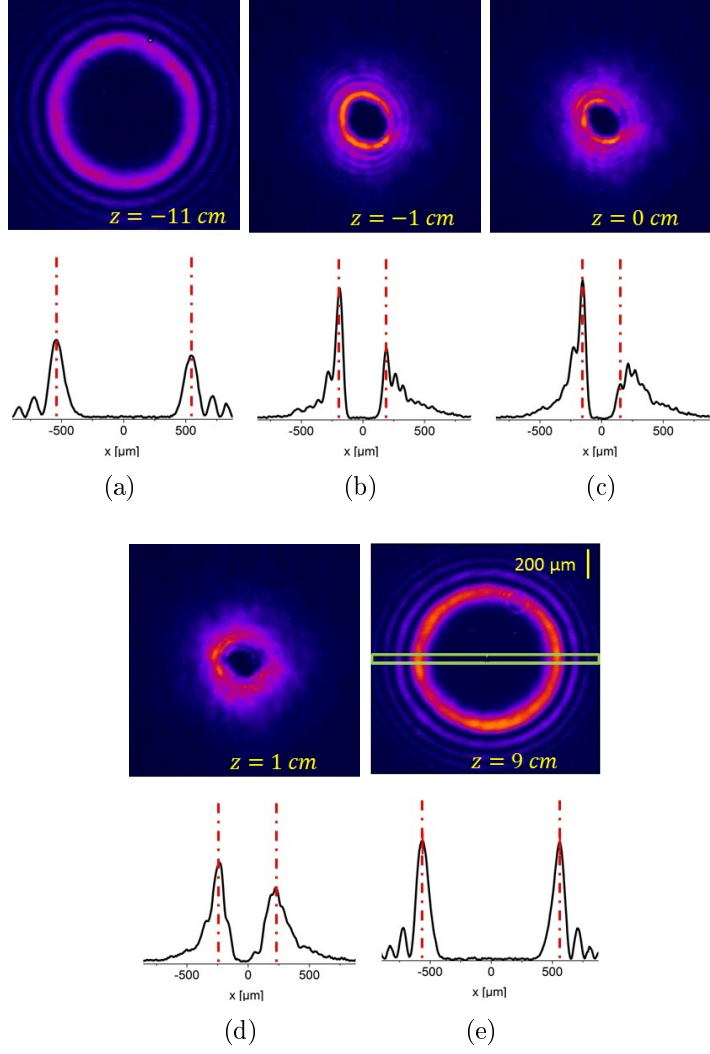 z = −11 cm
z = −1 cm
z = 0 cm
-500 0 500
x [µm]
-500 0 500
x [µm]
-500 0 500
x [µm]
(a)
(b)
(c)
z = 1 cm
200 µm
z = 9 cm
-500 0 500
x [µm]
-500 0 500
x [µm]
(d)
(e)